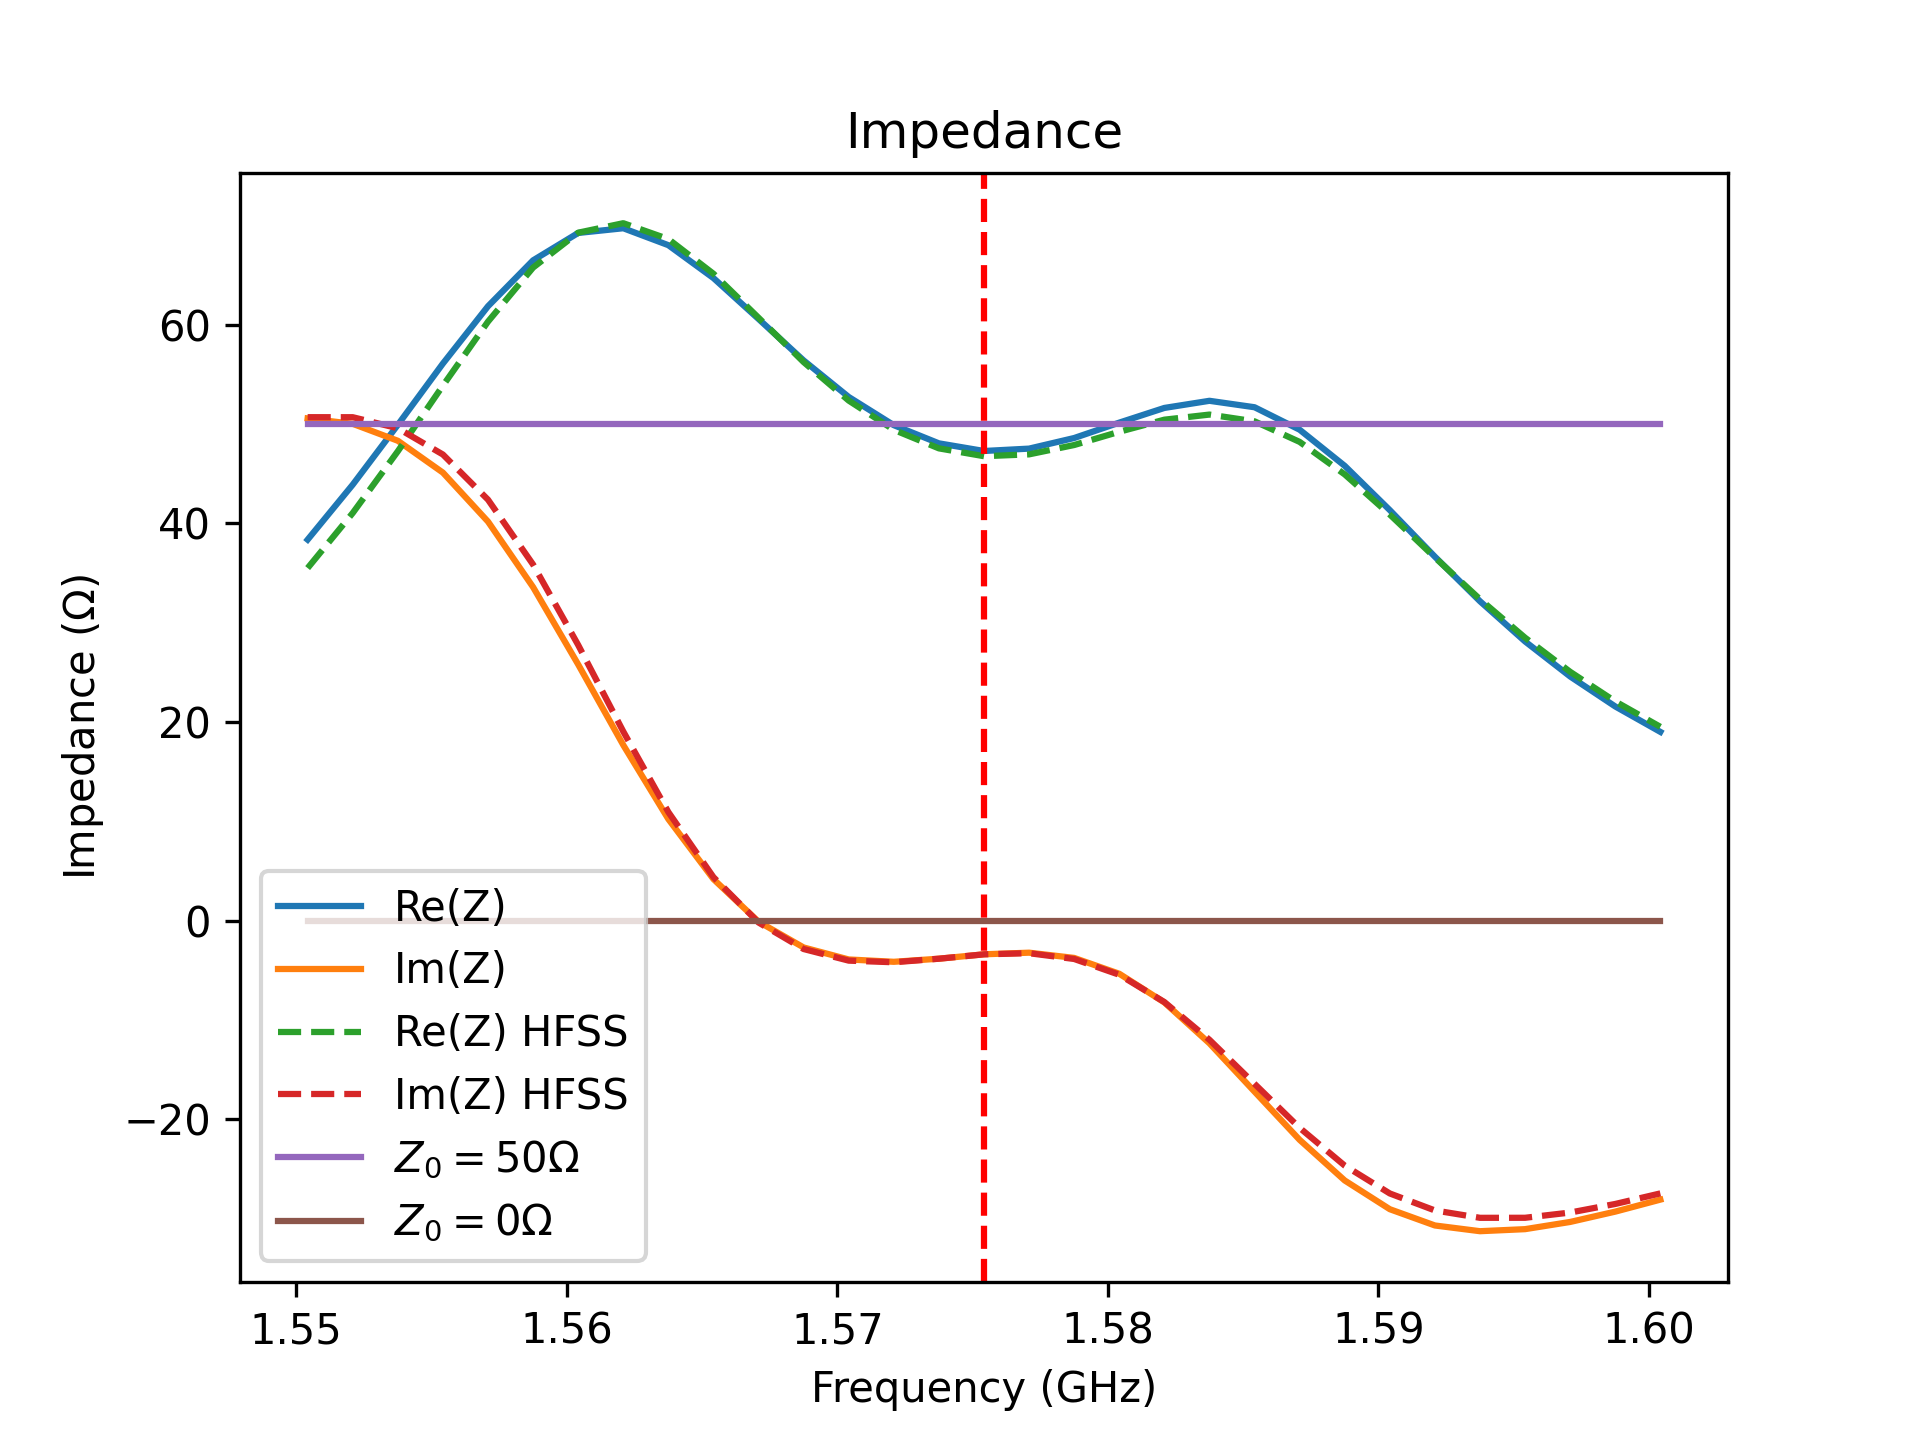 Impedance
Impedance (Ω)
60
40
20
0
−20
Re(Z)
Im(Z)
Re(Z) HFSS
Im(Z) HFSS
Z₀ = 50Ω
Z₀ = 0Ω
1.55 1.56 1.57 1.58 1.59 1.60
Frequency (GHz)